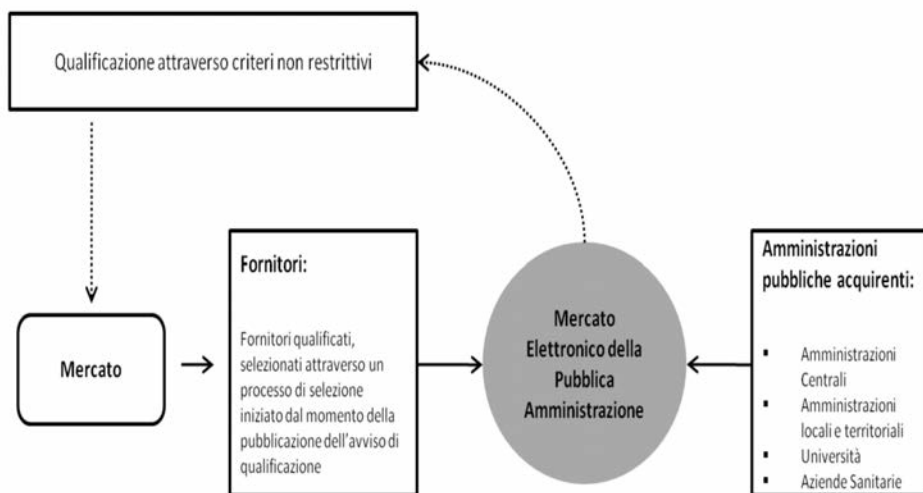 Qualificazione attraverso criteri non restrittivi
Mercato
Fornitori:
Fornitori qualificati,
selezionati attraverso un
processo di selezione
iniziato dal momento della
pubblicazione dell'avviso di
qualificazione
Mercato
Elettronico della
Pubblica
Amministrazione
Amministrazioni
pubbliche acquirenti:
▪ Amministrazioni
Centrali
▪ Amministrazioni
locali e territoriali
▪ Università
▪ Aziende Sanitarie